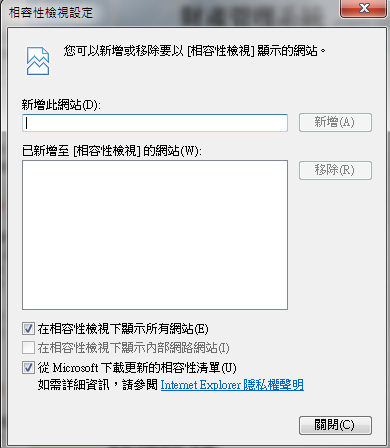 相容性檢視設定
您可以新增或移除要以 [相容性檢視] 顯示的網站。
新增此網站(D):
新增(A)
已新增至 [相容性檢視] 的網站(W):
移除(R)
在相容性檢視下顯示所有網站(E)
在相容性檢視下顯示內部網路網站(I)
從 Microsoft 下載更新的相容性清單(U)
如需詳細資訊，請參閱 Internet Explorer 隱私權聲明
關閉(C)